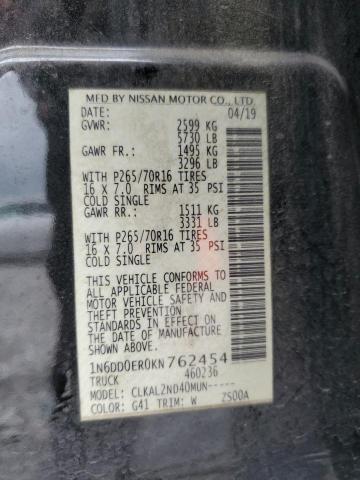 MFD BY NISSAN MOTOR CO., LTD.
DATE: 04/19
GVWR: 2599 KG
5730 LB
GAWR FR.: 1495 KG
3296 LB
WITH P265/70R16 TIRES
16 X 7.0 RIMS AT 35 PSI
COLD SINGLE
GAWR RR.: 1511 KG
3331 LB
WITH P265/70R16 TIRES
16 X 7.0 RIMS AT 35 PSI
COLD SINGLE
THIS VEHICLE CONFORMS TO
ALL APPLICABLE FEDERAL
MOTOR VEHICLE SAFETY AND
THEFT PREVENTION
STANDARDS IN EFFECT ON
THE DATE OF MANUFACTURE
SHOWN ABOVE.
1N6DD0ER0KN762454
TRUCK 460236
MODEL: CLKAL2ND40MUN-----
COLOR: G41 TRIM: W ZS00A